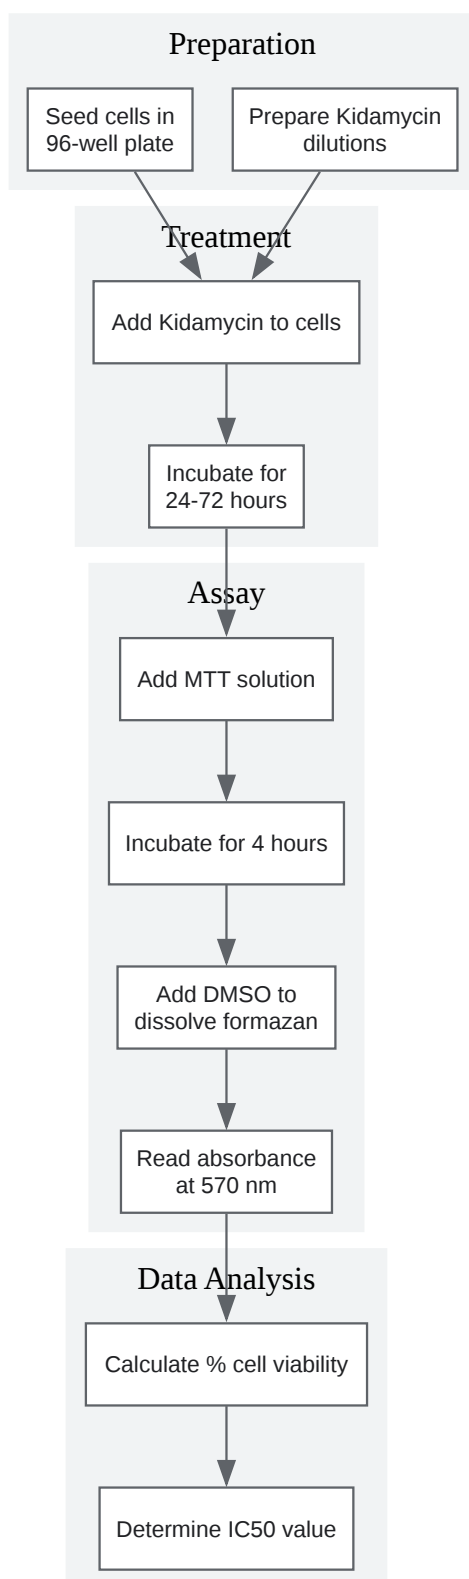 Preparation
Seed cells in
96-well plate
Prepare Kidamycin
dilutions
Treatment
Add Kidamycin to cells
Incubate for
24-72 hours
Assay
Add MTT solution
Incubate for 4 hours
Add DMSO to
dissolve formazan
Read absorbance
at 570 nm
Data Analysis
Calculate % cell viability
Determine IC50 value